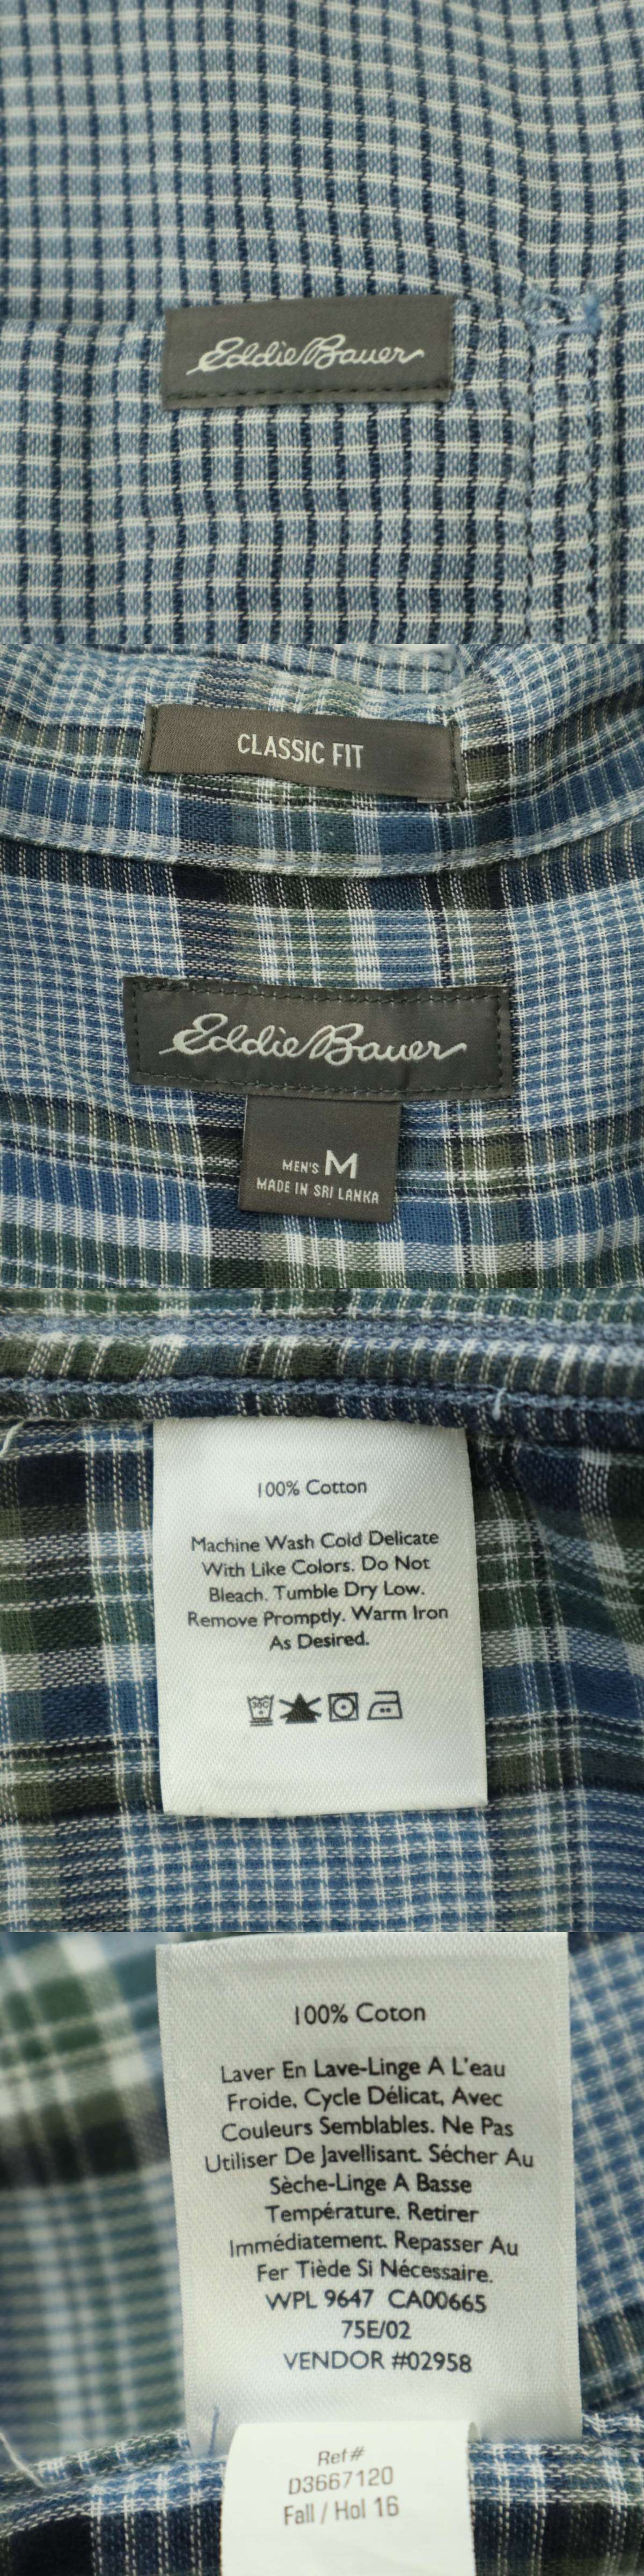 Eddie Bauer
CLASSIC FIT
Eddie Bauer
MEN'S M
MADE IN SRI LANKA
100% Cotton
Machine Wash Cold Delicate
With Like Colors. Do Not
Bleach. Tumble Dry Low.
Remove Promptly. Warm Iron
As Desired.
30C
100% Coton
Laver En Lave-Linge A L'eau
Froide, Cycle Délicat, Avec
Couleurs Semblables. Ne Pas
Utiliser De Javellisant. Sécher Au
Sèche-Linge A Basse
Température. Retirer
Immédiatement. Repasser Au
Fer Tiède Si Nécessaire.
WPL 9647 CA00665
75E/02
VENDOR #02958
Ref#
D3667120
Fall / Hol 16